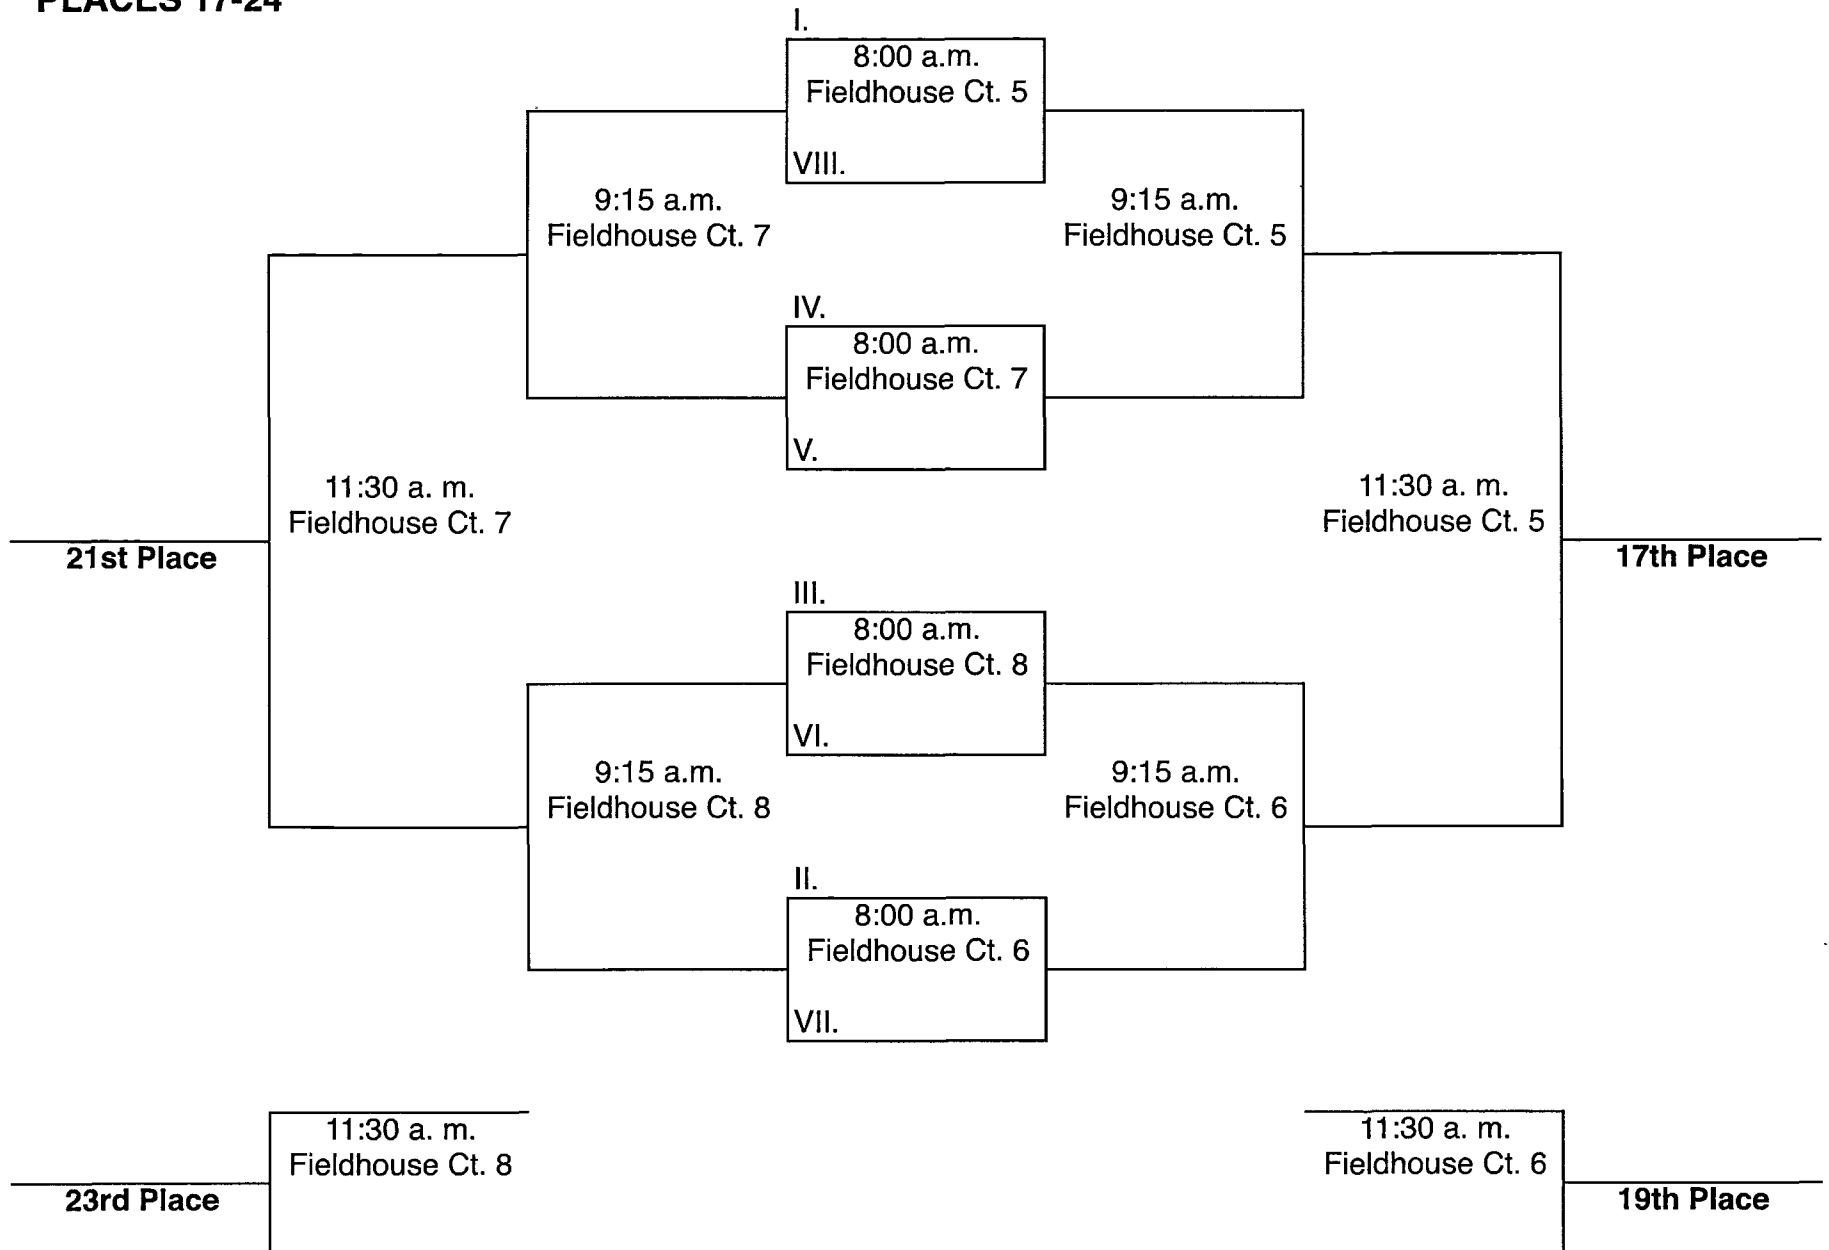 PLACES 17-24
I.
8:00 a.m.
Fieldhouse Ct. 5
VIII.
9:15 a.m.
Fieldhouse Ct. 7
9:15 a.m.
Fieldhouse Ct. 5
IV.
8:00 a.m.
Fieldhouse Ct. 7
V.
11:30 a. m.
Fieldhouse Ct. 7
11:30 a. m.
Fieldhouse Ct. 5
21st Place
17th Place
III.
8:00 a.m.
Fieldhouse Ct. 8
VI.
9:15 a.m.
Fieldhouse Ct. 8
9:15 a.m.
Fieldhouse Ct. 6
II.
8:00 a.m.
Fieldhouse Ct. 6
VII.
11:30 a. m.
Fieldhouse Ct. 8
11:30 a. m.
Fieldhouse Ct. 6
23rd Place
19th Place